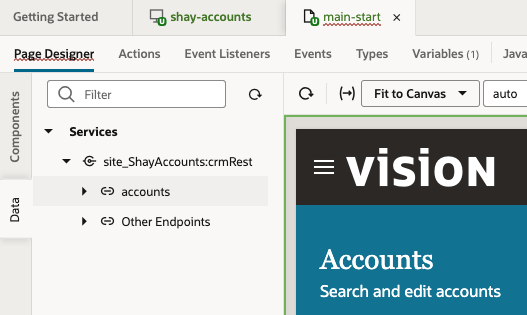 Getting Started
shay-accounts
main-start
Page Designer Actions Event Listeners Events Types Variables (1) Java
Components
Data
Filter
Fit to Canvas
auto
Services
site_ShayAccounts:crmRest
accounts
Other Endpoints
VISION
Accounts
Search and edit accounts